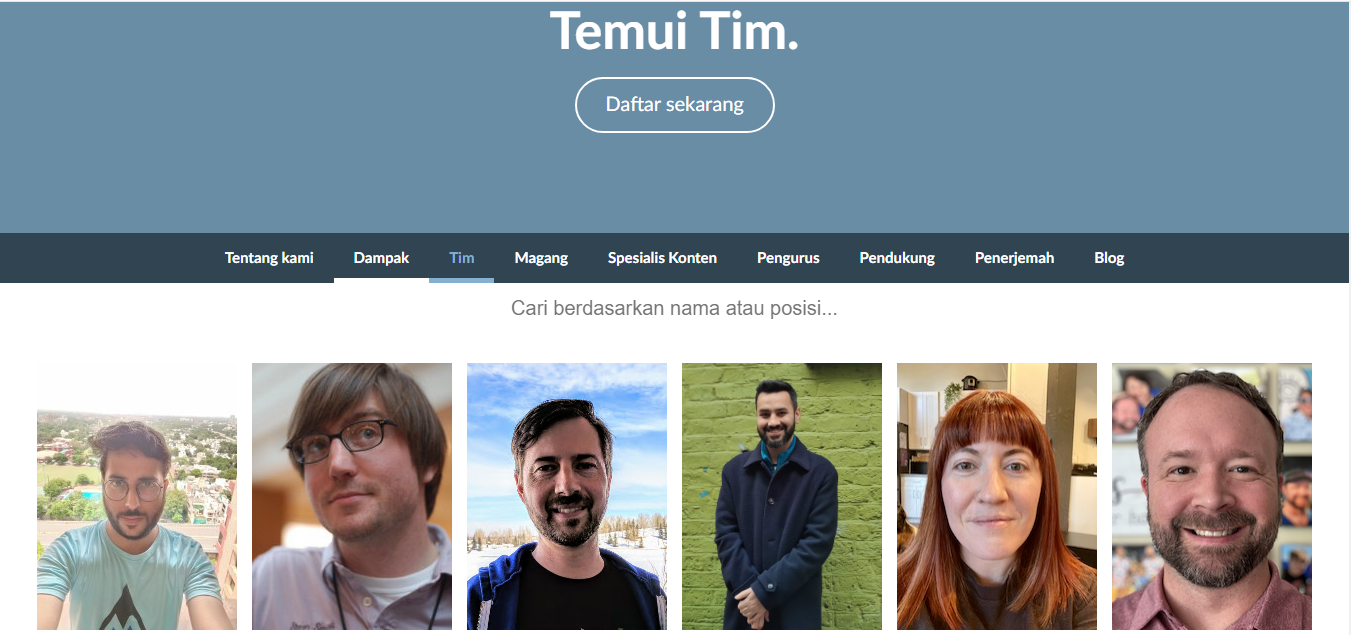 Temui Tim.
Daftar sekarang
Tentang kami Dampak Tim Magang Spesialis Konten Pengurus Pendukung Penerjemah Blog
Cari berdasarkan nama atau posisi...